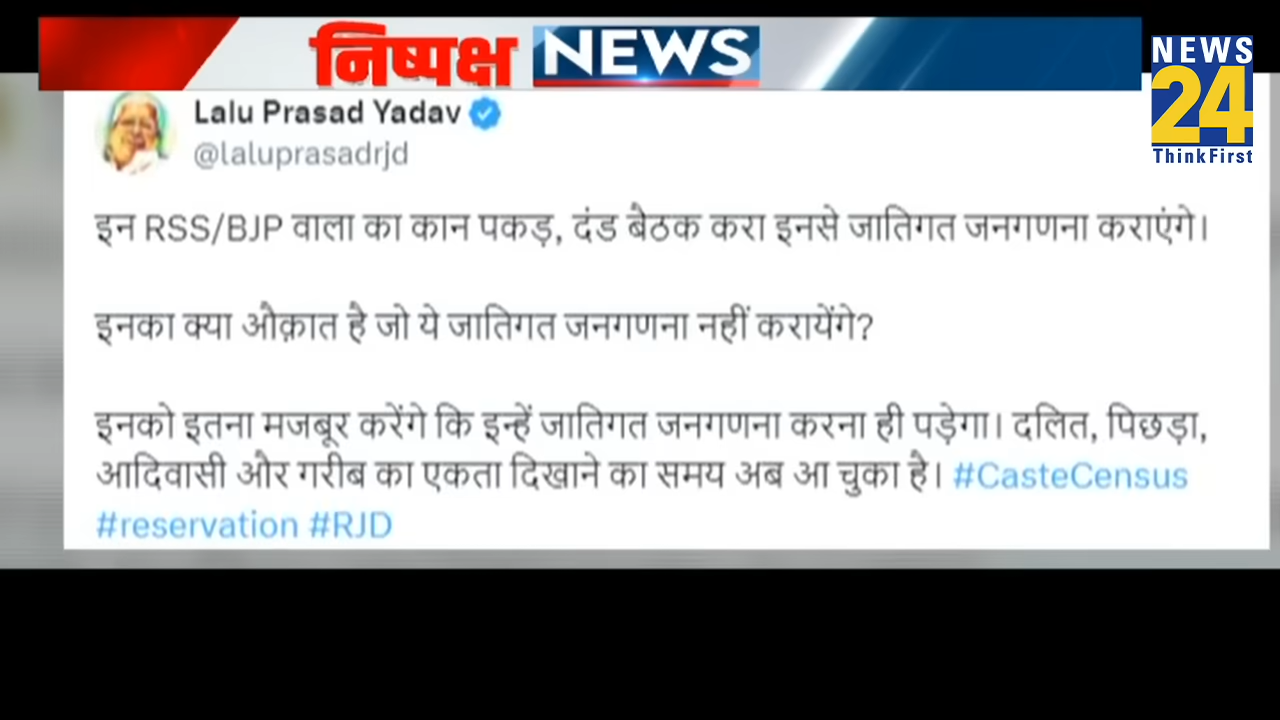 निष्पक्ष NEWS
NEWS
24
ThinkFirst
Lalu Prasad Yadav
@laluprasadrjd
इन RSS/BJP वाला का कान पकड़, दंड बैठक करा इनसे जातिगत जनगणना कराएंगे।
इनका क्या औक़ात है जो ये जातिगत जनगणना नहीं करायेंगे?
इनको इतना मजबूर करेंगे कि इन्हें जातिगत जनगणना करना ही पड़ेगा। दलित, पिछड़ा,
आदिवासी और गरीब का एकता दिखाने का समय अब आ चुका है। #CasteCensus
#reservation #RJD